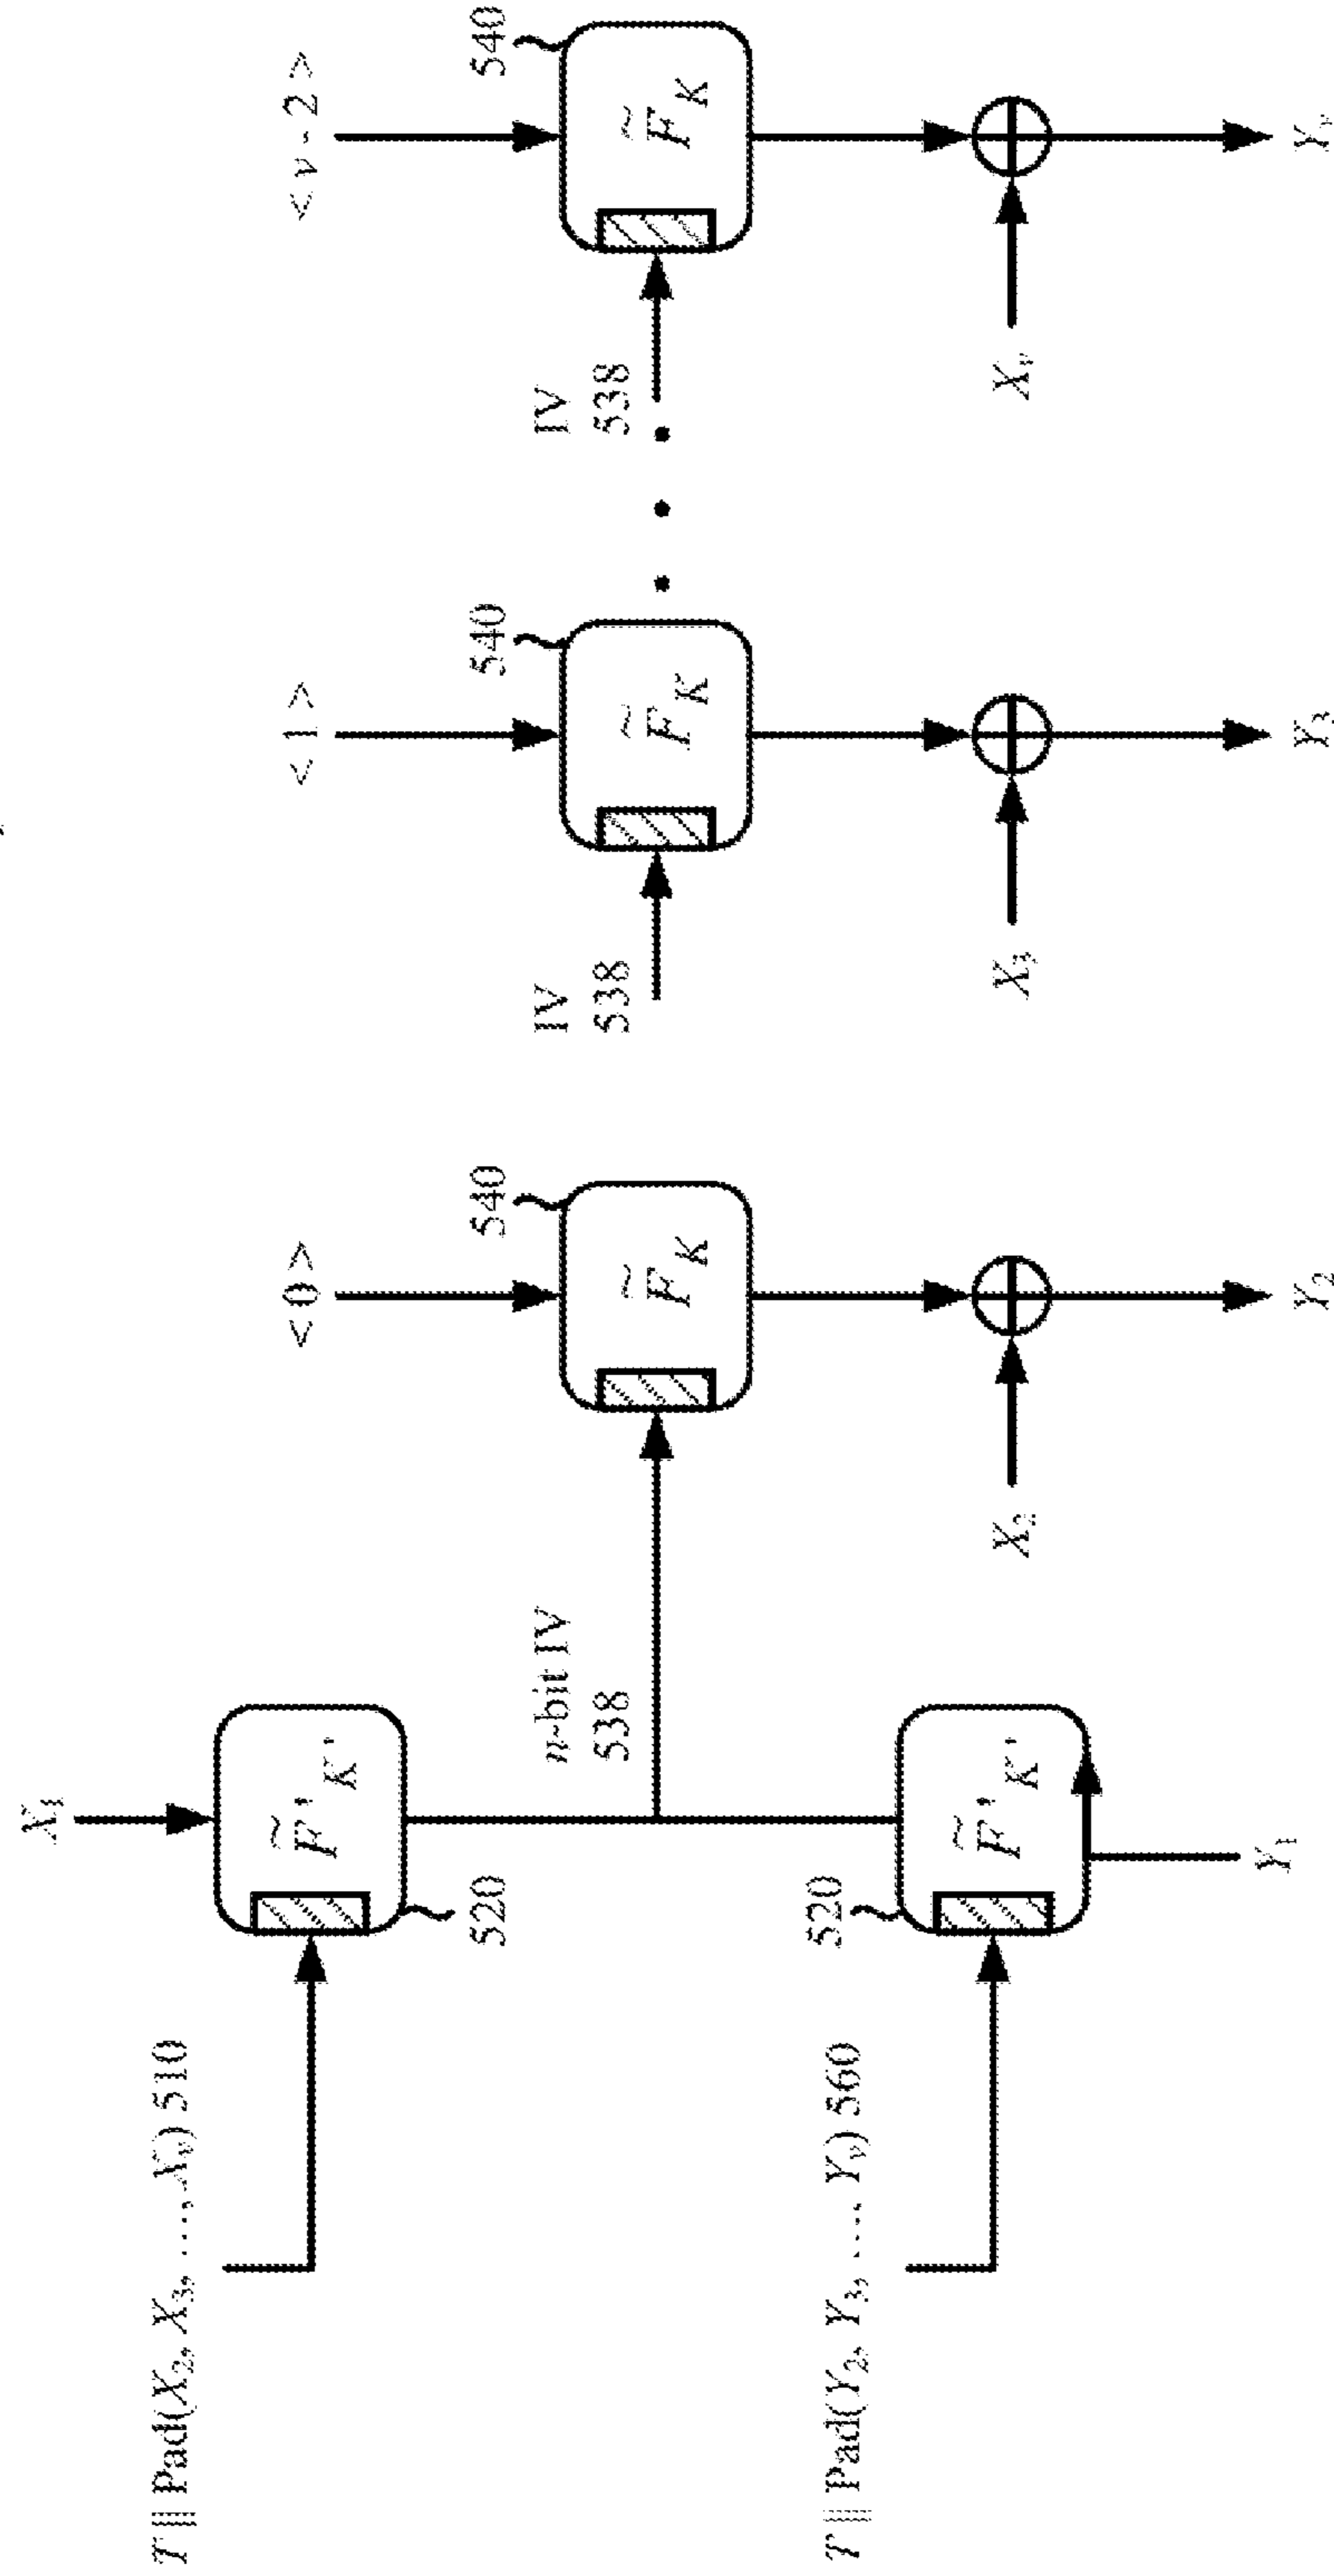 X₁
T || Pad(X₂, X₃, …, Xᵥ) 510
F̃'K'
520
n-bit IV
538
T || Pad(Y₂, Y₃, …. Yᵥ) 560
F̃'K'
520
Y₁
< 0 >
540
F̃K
X₂
Y₂
< 1 >
540
IV
538
F̃K
X₃
Y₃
< v - 2 >
540
IV
538
F̃K
Xᵥ
Yᵥ